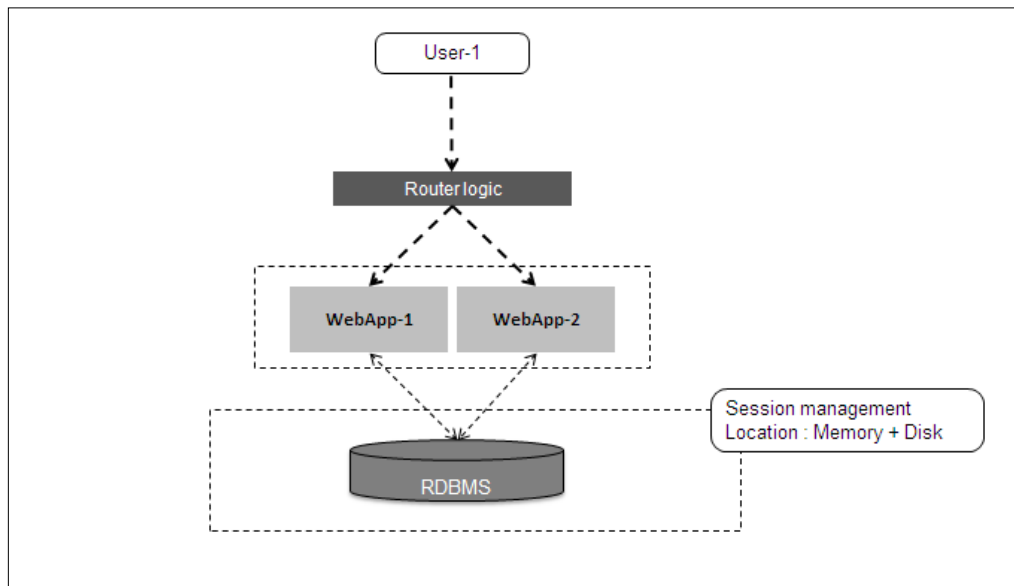 User-1
Router logic
WebApp-1
WebApp-2
Session management
Location : Memory + Disk
RDBMS